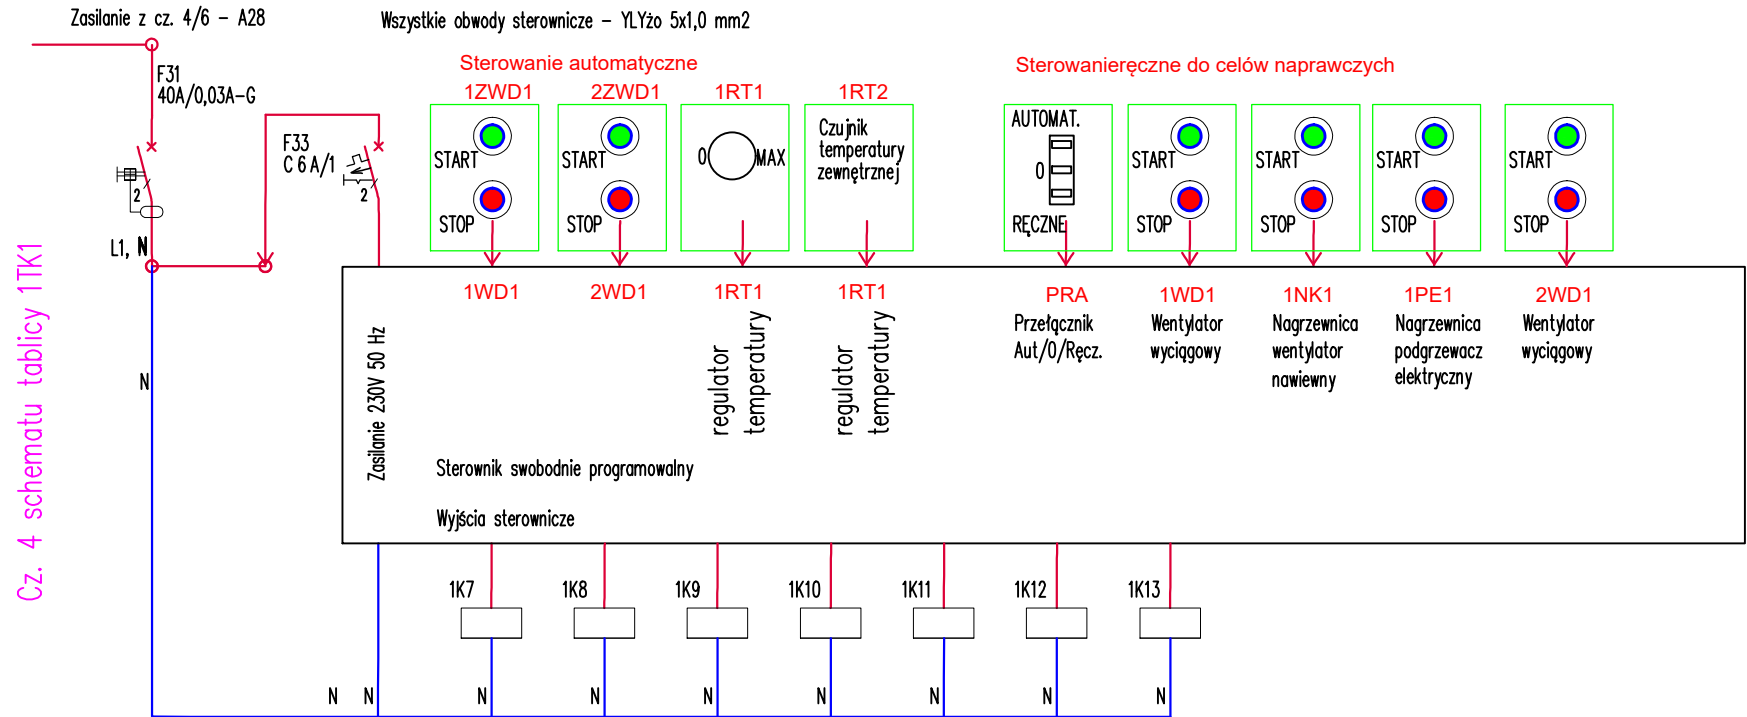 Zasilanie z cz. 4/6 - A28
Wszystkie obwody sterownicze - YLYżo 5x1,0 mm2
Sterowanie automatyczne
Sterowanieręczne do celów naprawczych
F31
40A/0,03A-G
2
L1, N
N
F33
C 6 A/1
2
1ZWD1
START
STOP
2ZWD1
START
STOP
1RT1
0
MAX
1RT2
Czujnik
temperatury
zewnętrznej
AUTOMAT.
0
RĘCZNE
START
STOP
START
STOP
START
STOP
START
STOP
Cz. 4 schematu tablicy 1TK1
Zasilanie 230V 50 Hz
1WD1
2WD1
1RT1
regulator
temperatury
1RT1
regulator
temperatury
PRA
Przełącznik
Aut/0/Ręcz.
1WD1
Wentylator
wyciągowy
1NK1
Nagrzewnica
wentylator
nawiewny
1PE1
Nagrzewnica
podgrzewacz
elektryczny
2WD1
Wentylator
wyciągowy
Sterownik swobodnie programowalny
Wyjścia sterownicze
1K7
1K8
1K9
1K10
1K11
1K12
1K13
N
N
N
N
N
N
N
N
N